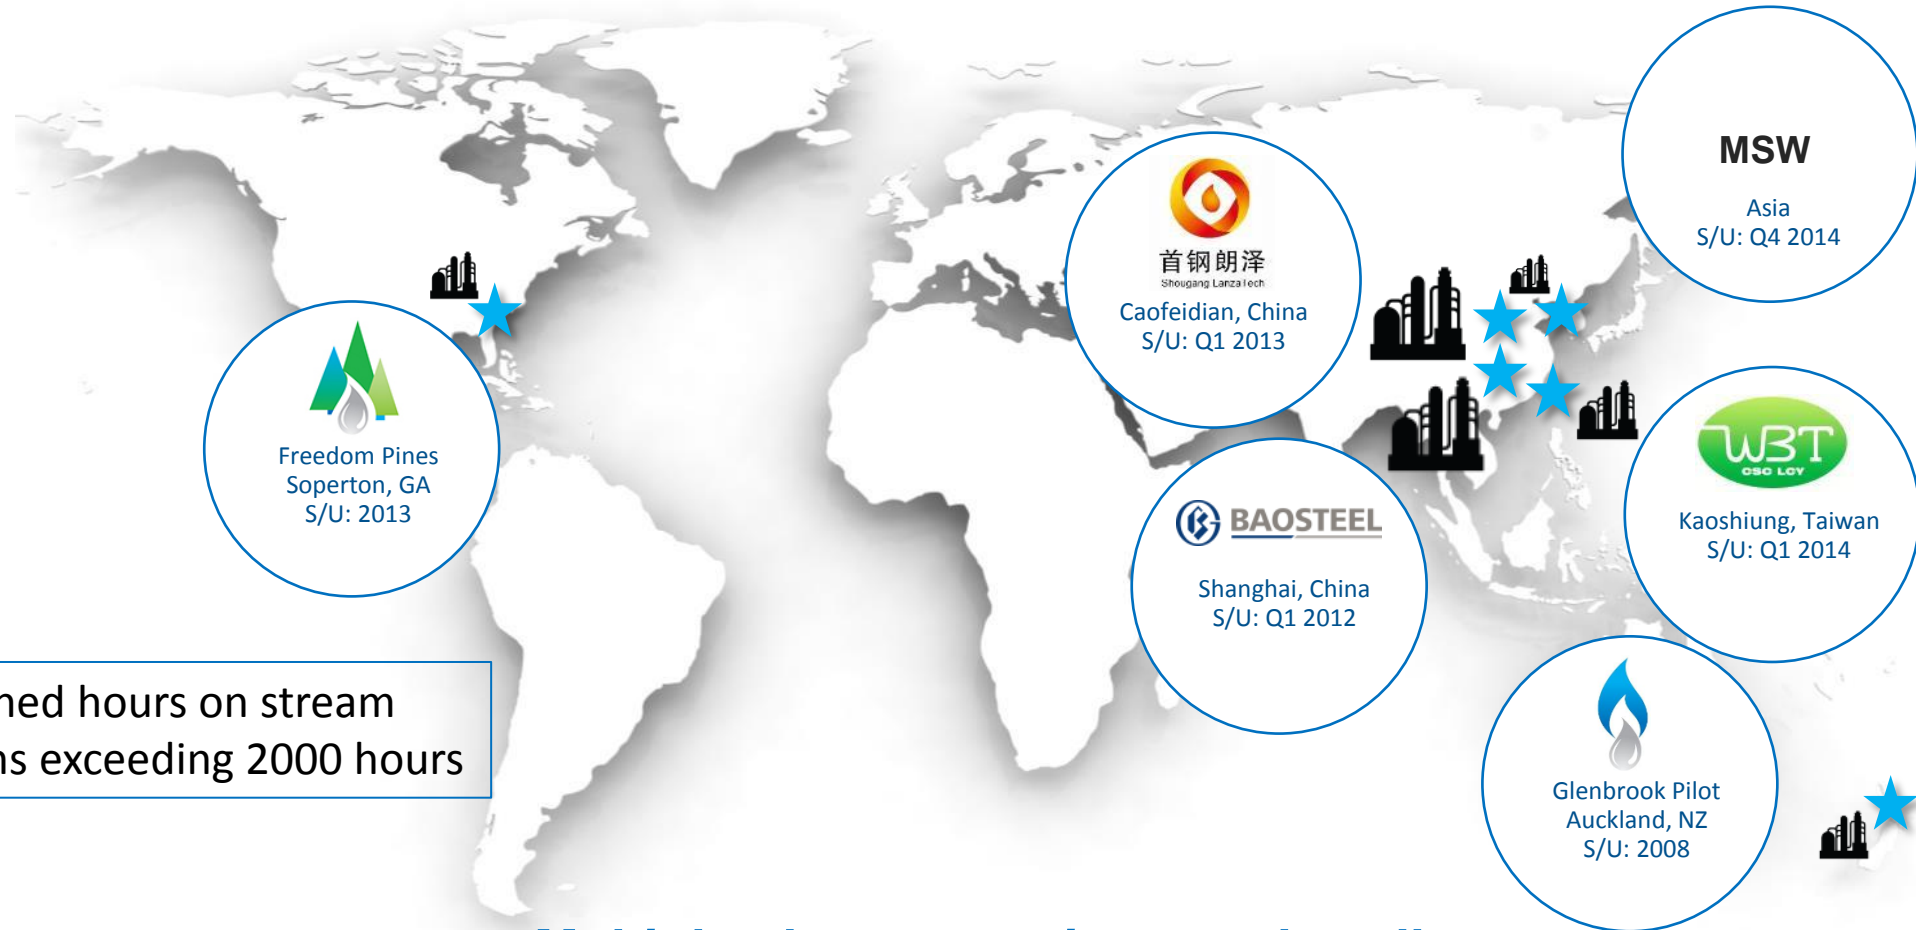 MSW
Asia
S/U: Q4 2014
首钢朗泽
Shougang LanzaTech
Caofeidian, China
S/U: Q1 2013
Freedom Pines
Soperton, GA
S/U: 2013
WBT
CSC LCY
Kaoshiung, Taiwan
S/U: Q1 2014
BAOSTEEL
Shanghai, China
S/U: Q1 2012
hours on stream
exceeding 2000 hours
Glenbrook Pilot
Auckland, NZ
S/U: 2008